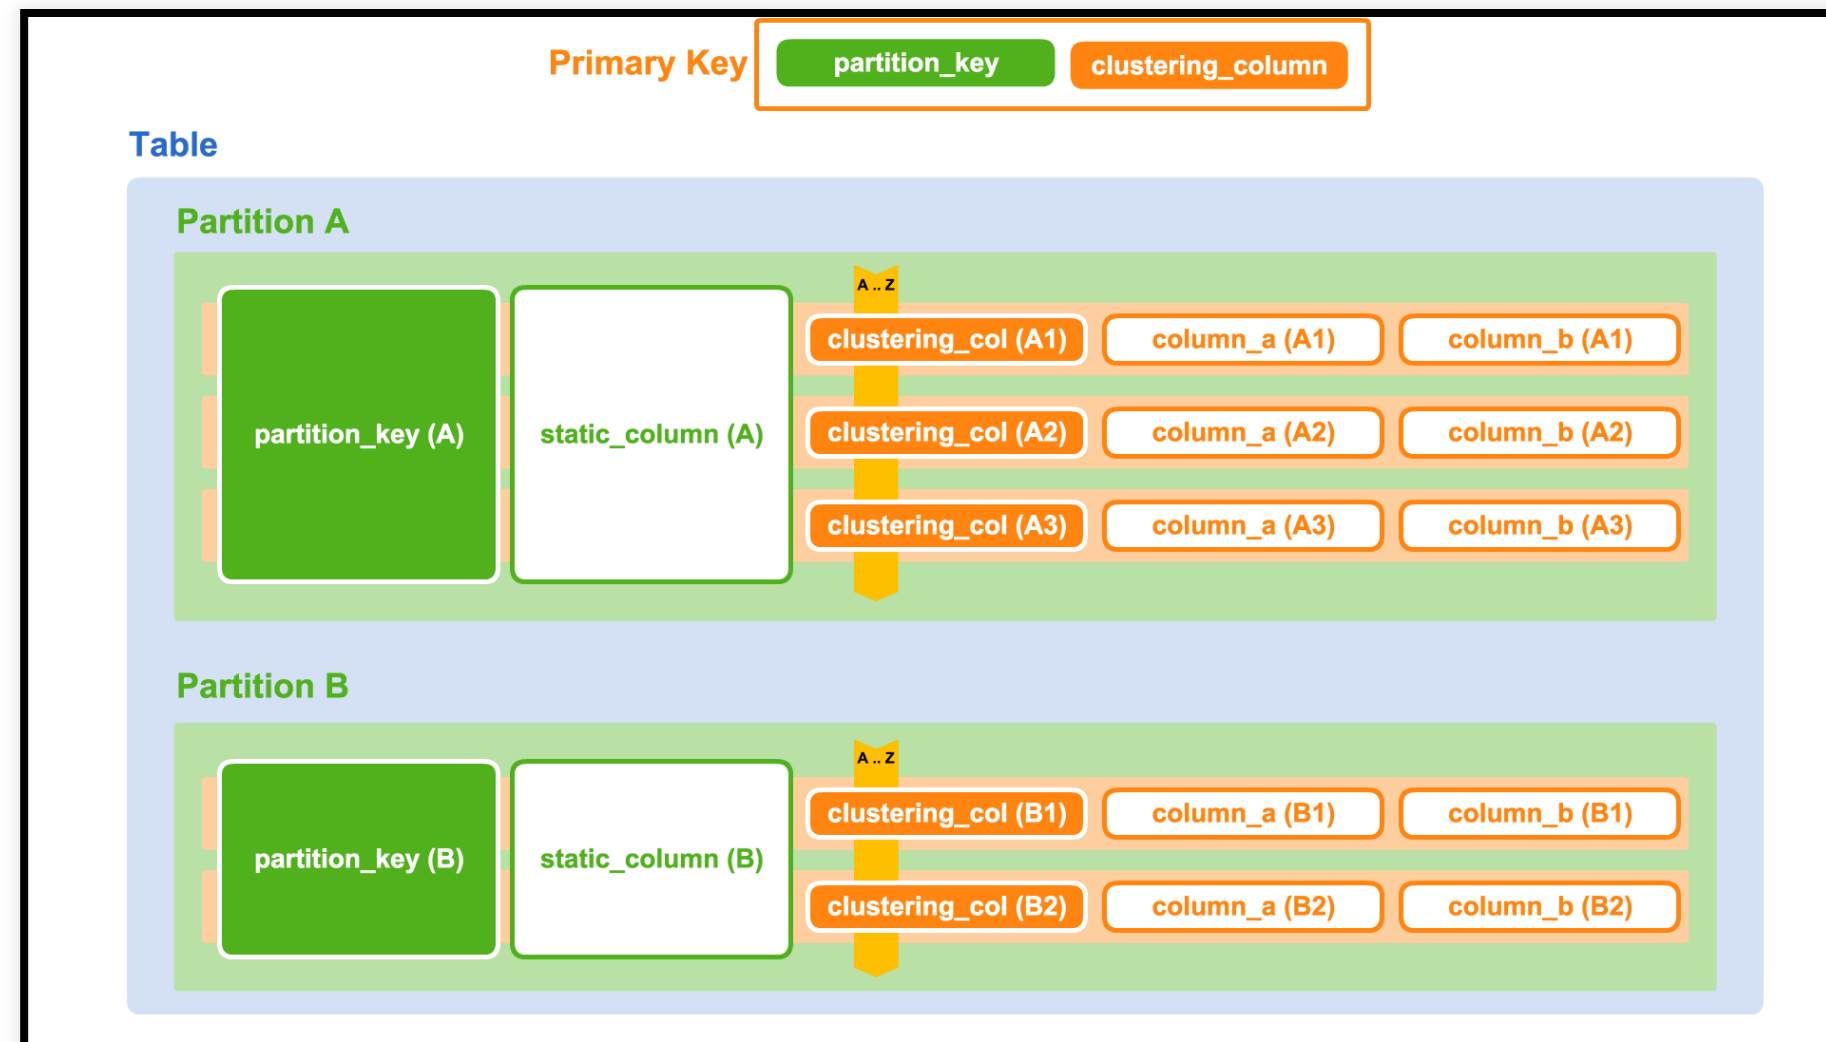 Primary Key partition_key clustering_column
Table
Partition A
A .. Z
partition_key (A) static_column (A)
clustering_col (A1) column_a (A1) column_b (A1)
clustering_col (A2) column_a (A2) column_b (A2)
clustering_col (A3) column_a (A3) column_b (A3)
Partition B
A .. Z
partition_key (B) static_column (B)
clustering_col (B1) column_a (B1) column_b (B1)
clustering_col (B2) column_a (B2) column_b (B2)